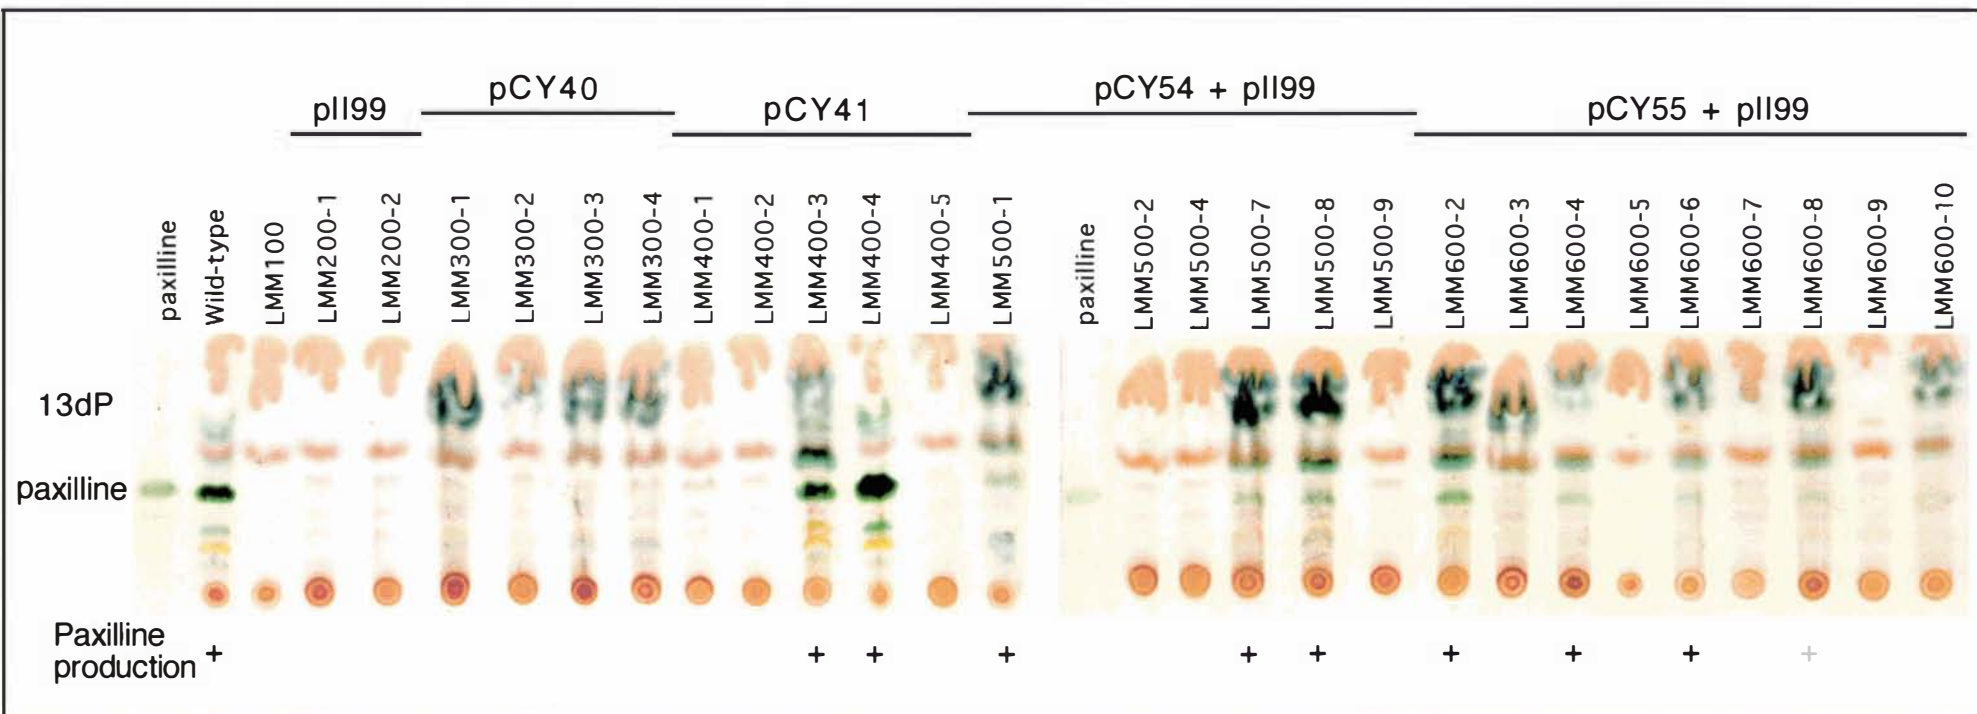 pII99
pCY40
pCY41
pCY54 + pII99
pCY55 + pII99
paxilline
Wild-type
LMM100
LMM200-1
LMM200-2
LMM300-1
LMM300-2
LMM300-3
LMM300-4
LMM400-1
LMM400-2
LMM400-3
LMM400-4
LMM400-5
LMM500-1
paxilline
LMM500-2
LMM500-4
LMM500-7
LMM500-8
LMM500-9
LMM600-2
LMM600-3
LMM600-4
LMM600-5
LMM600-6
LMM600-7
LMM600-8
LMM600-9
LMM600-10
13dP
paxilline
Paxilline
production + + + + + + + + + +